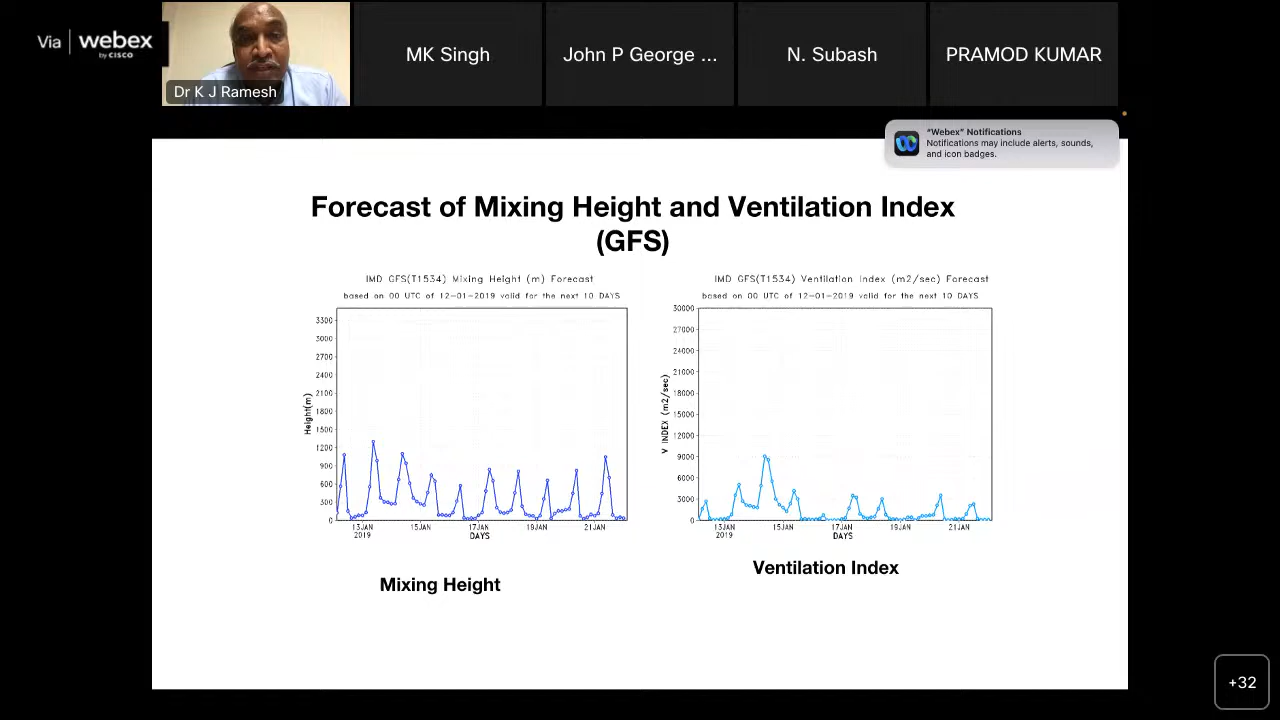 Via webex
by CISCO
Dr K J Ramesh
MK Singh
John P George ...
N. Subash
PRAMOD KUMAR
“Webex” Notifications
Notifications may include alerts, sounds,
and icon badges.
Forecast of Mixing Height and Ventilation Index
(GFS)
IMD GFS(T1534) Mixing Height (m) Forecast
based on 00 UTC of 12-01-2019 valid for the next 10 DAYS
3300
3000
2700
2400
2100
1800
1500
1200
900
600
300
0
Height(m)
13JAN
2019
15JAN
17JAN
19JAN
21JAN
DAYS
Mixing Height
IMD GFS(T1534) Ventilation Index (m2/sec) Forecast
based on 00 UTC of 12-01-2019 valid for the next 10 DAYS
30000
27000
24000
21000
18000
15000
12000
9000
6000
3000
0
V INDEX (m2/sec)
13JAN
2019
15JAN
17JAN
19JAN
21JAN
DAYS
Ventilation Index
+32